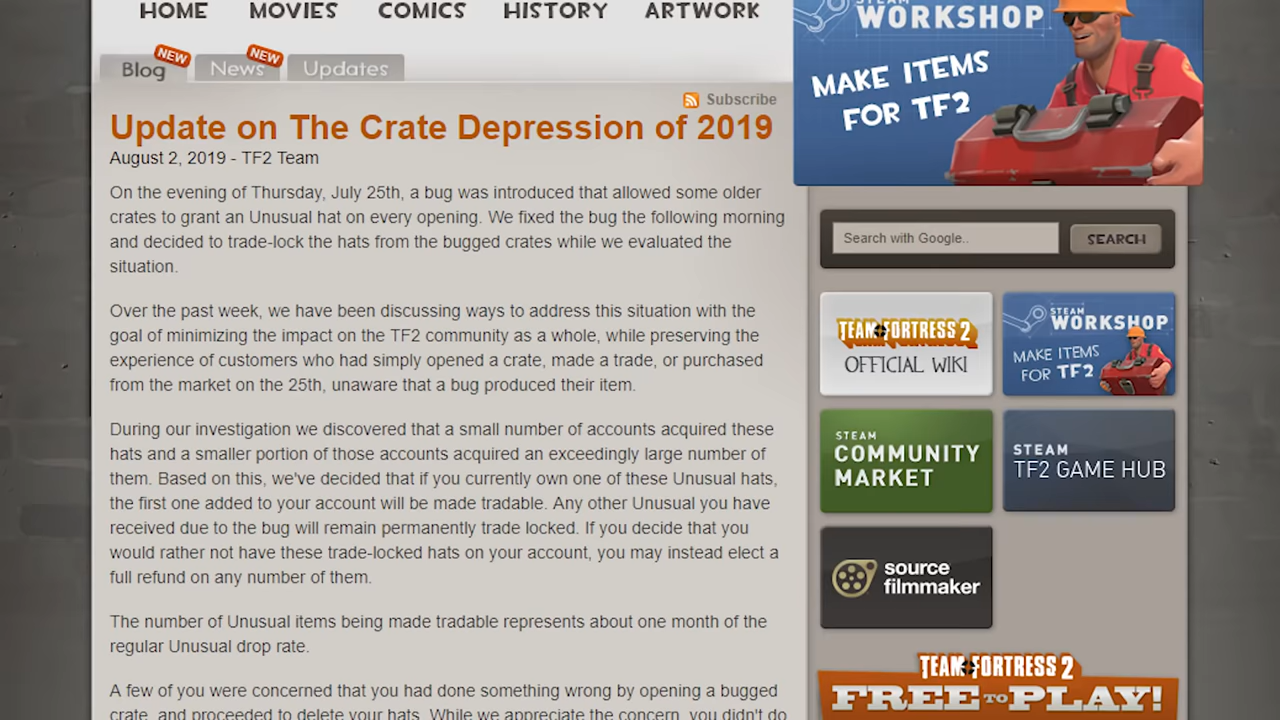 HOME MOVIES COMICS HISTORY ARTWORK
Blog NEW News NEW Updates
Subscribe
Update on The Crate Depression of 2019
August 2, 2019 - TF2 Team
On the evening of Thursday, July 25th, a bug was introduced that allowed some older
crates to grant an Unusual hat on every opening. We fixed the bug the following morning
and decided to trade-lock the hats from the bugged crates while we evaluated the
situation.
Over the past week, we have been discussing ways to address this situation with the
goal of minimizing the impact on the TF2 community as a whole, while preserving the
experience of customers who had simply opened a crate, made a trade, or purchased
from the market on the 25th, unaware that a bug produced their item.
During our investigation we discovered that a small number of accounts acquired these
hats and a smaller portion of those accounts acquired an exceedingly large number of
them. Based on this, we've decided that if you currently own one of these Unusual hats,
the first one added to your account will be made tradable. Any other Unusual you have
received due to the bug will remain permanently trade locked. If you decide that you
would rather not have these trade-locked hats on your account, you may instead elect a
full refund on any number of them.
The number of Unusual items being made tradable represents about one month of the
regular Unusual drop rate.
A few of you were concerned that you had done something wrong by opening a bugged
crate, and proceeded to delete your hats. While we appreciate the concern, you didn't do
STEAM
WORKSHOP
MAKE ITEMS
FOR TF2
Search with Google..
SEARCH
TEAM FORTRESS 2
OFFICIAL WIKI
STEAM
WORKSHOP
MAKE ITEMS
FOR TF2
STEAM
COMMUNITY
MARKET
STEAM
TF2 GAME HUB
source
filmmaker
TEAM FORTRESS 2
FREE TO PLAY!